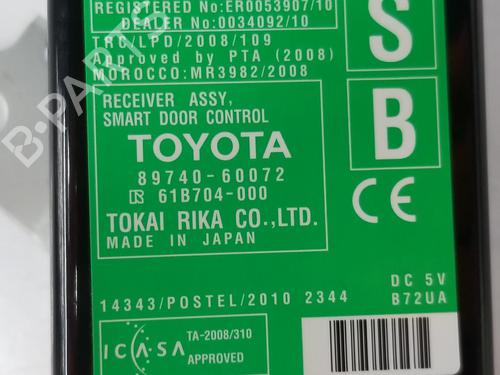 REGISTERED No:ER0053907/10
DEALER No:0034092/10
TRC/LPD/2008/109
Approved by PTA (2008)
MOROCCO:MR3982/2008
S
B
RECEIVER ASSY,
SMART DOOR CONTROL
TOYOTA
89740-60072
R 61B704-000
TOKAI RIKA CO.,LTD.
MADE IN JAPAN
CE
DC 5V
14343/POSTEL/2010 2344
B72UA
ICASA
TA-2008/310
APPROVED
B-PARTS